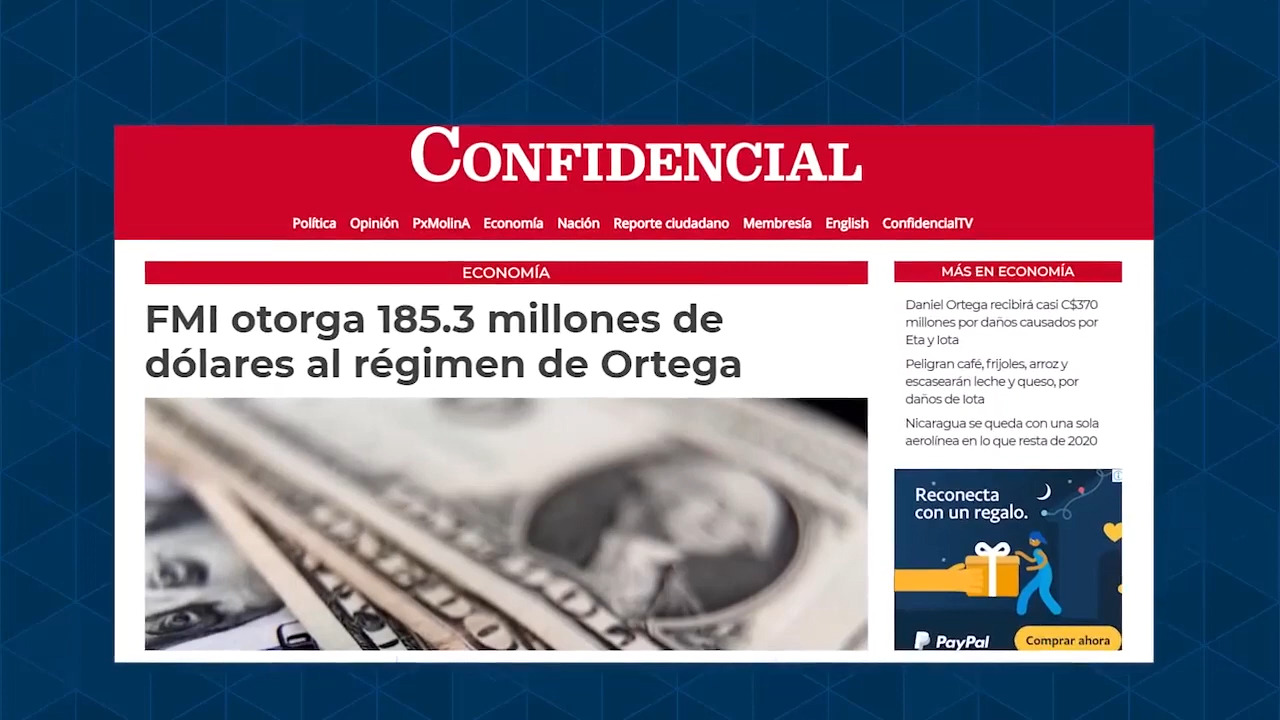 CONFIDENCIAL
Política Opinión PxMolinA Economía Nación Reporte ciudadano Membresía English ConfidencialTV
ECONOMÍA
FMI otorga 185.3 millones de
dólares al régimen de Ortega
MÁS EN ECONOMÍA
Daniel Ortega recibirá casi C$370
millones por daños causados por
Eta y Iota
Peligran café, frijoles, arroz y
escasearán leche y queso, por
daños de Iota
Nicaragua se queda con una sola
aerolínea en lo que resta de 2020
Reconecta
con un regalo.
PayPal
Comprar ahora